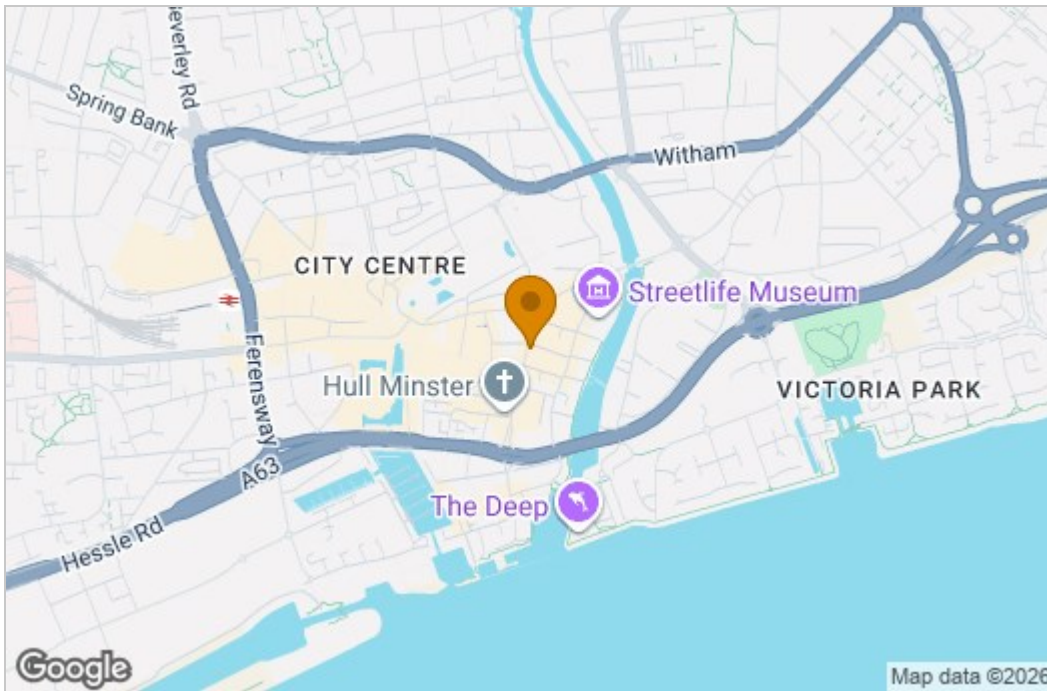 Beverley Rd
Spring Bank
Witham
CITY CENTRE
Streetlife Museum
Ferensway
Hull Minster
VICTORIA PARK
A63
The Deep
Hessle Rd
Google
Map data ©2026